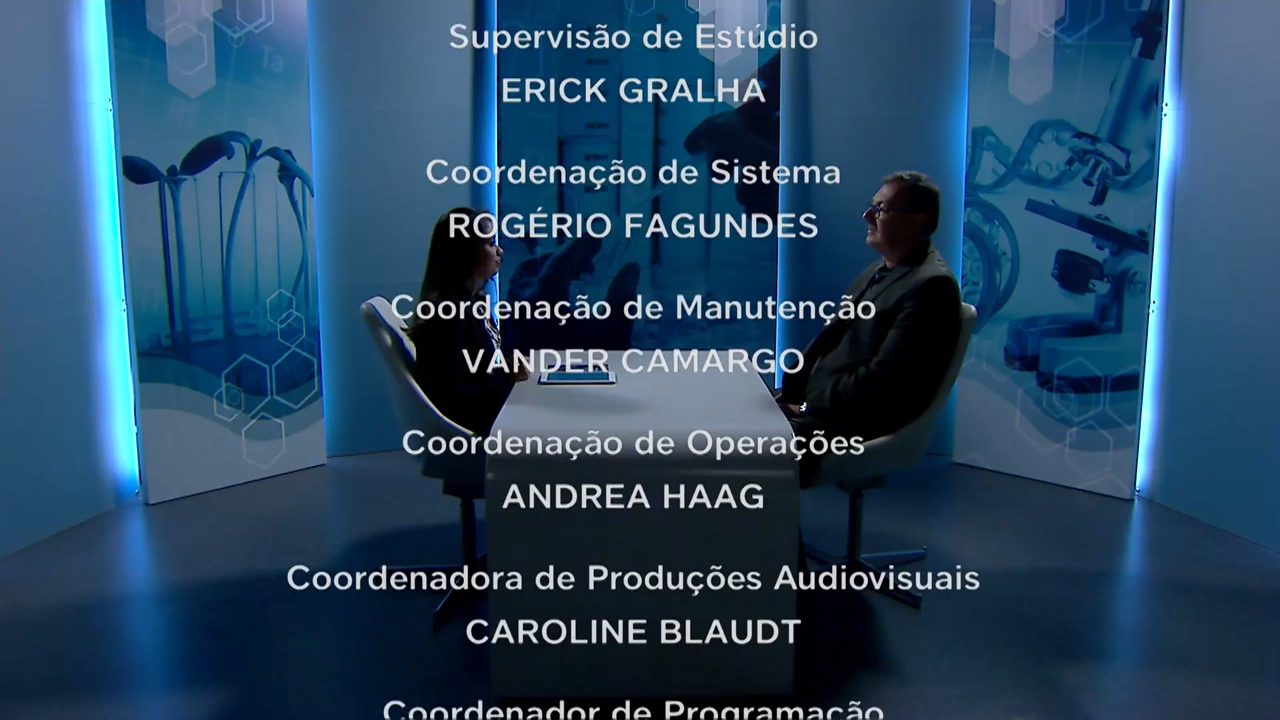 Supervisão de Estúdio
ERICK GRALHA
Coordenação de Sistema
ROGÉRIO FAGUNDES
Coordenação de Manutenção
VANDER CAMARGO
Coordenação de Operações
ANDREA HAAG
Coordenadora de Produções Audiovisuais
CAROLINE BLAUDT
Coordenador de Programação